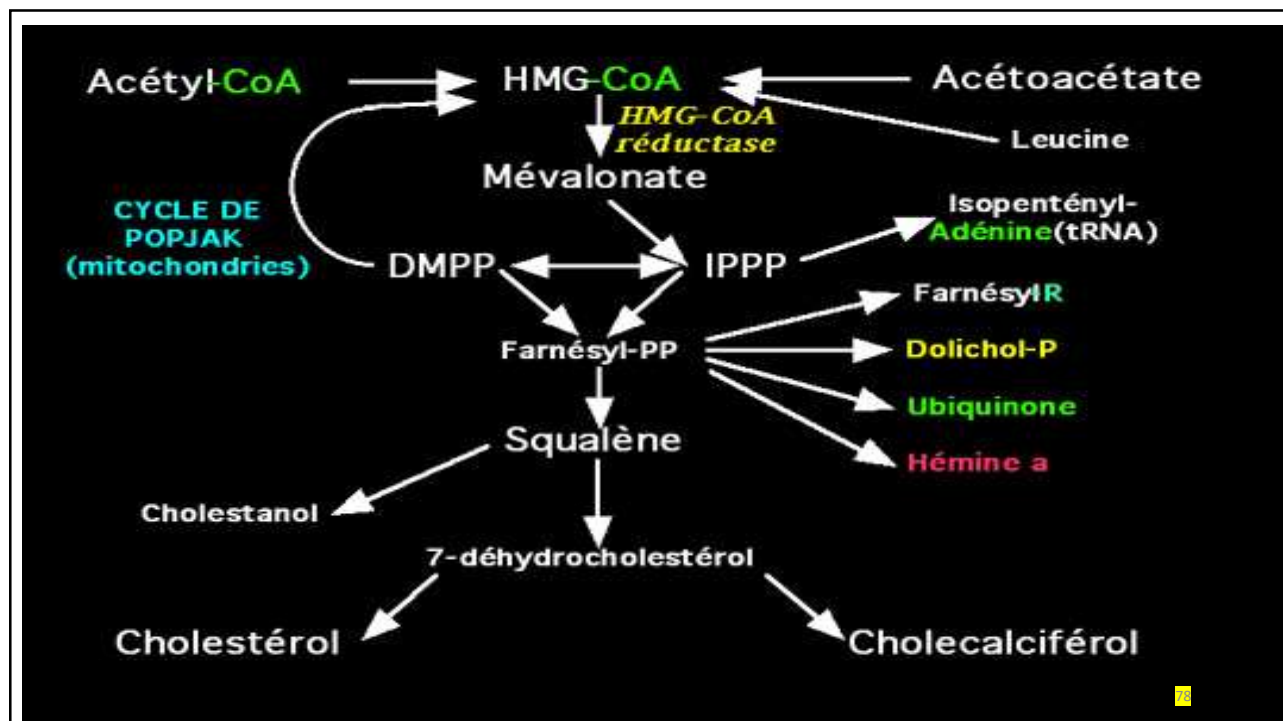 Acétyl-CoA
HMG-CoA
Acétoacétate
HMG-CoA
réductase
Leucine
Mévalonate
CYCLE DE
POPJAK
(mitochondries)
Isopentényl-
Adénine(tRNA)
DMPP
IPPP
Farnésyl-R
Farnésyl-PP
Dolichol-P
Ubiquinone
Squalène
Hémine a
Cholestanol
7-déhydrocholestérol
Cholestérol
Cholecalciférol
78